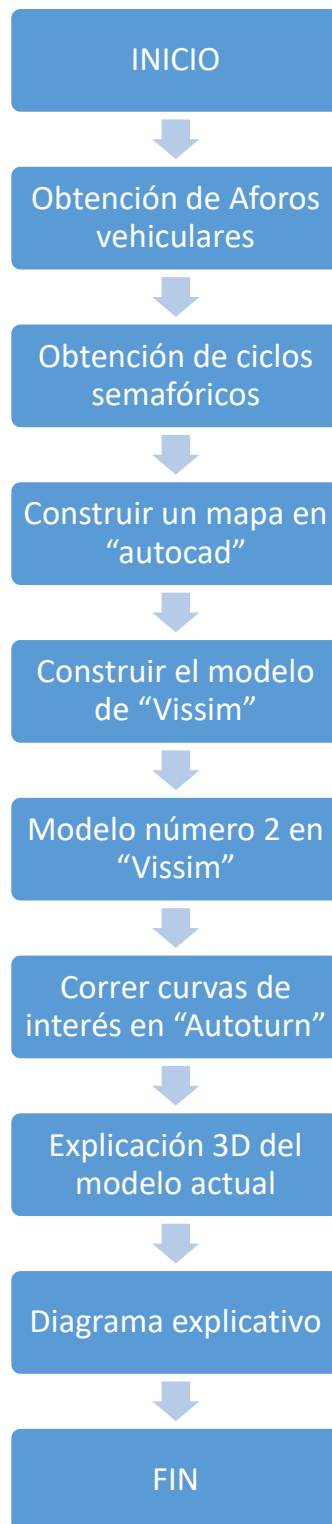 INICIO
Obtención de Aforos
vehiculares
Obtención de ciclos
semafóricos
Construir un mapa en
“autocad”
Construir el modelo
de “Vissim”
Modelo número 2 en
“Vissim”
Correr curvas de
interés en “Autoturn”
Explicación 3D del
modelo actual
Diagrama explicativo
FIN